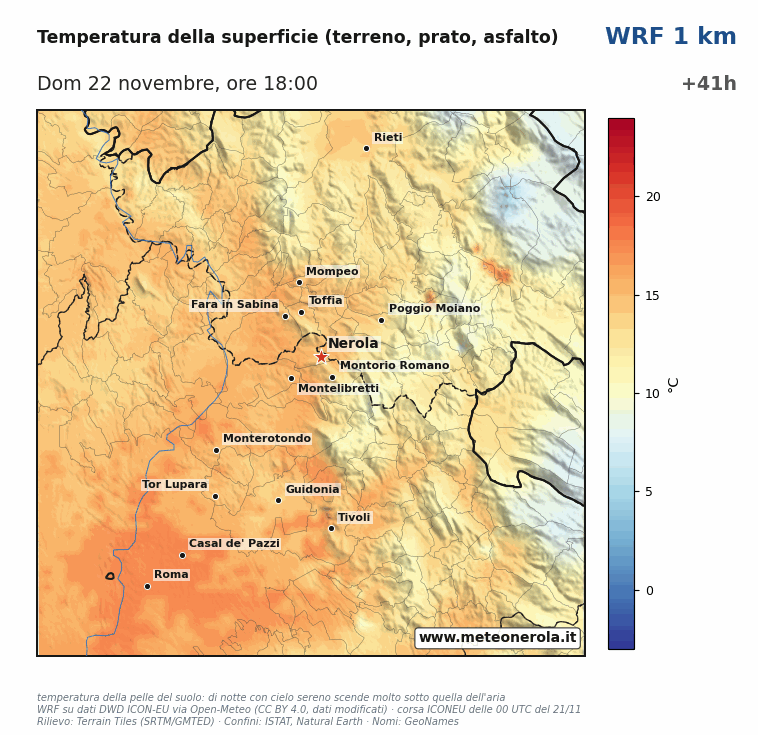 Temperatura della superficie (terreno, prato, asfalto)
WRF 1 km
Dom 22 novembre, ore 18:00
+41h
Rieti
Mompeo
Toffia
Fara in Sabina
Poggio Moiano
Nerola
Montorio Romano
Montelibretti
Monterotondo
Tor Lupara
Guidonia
Tivoli
Casal de' Pazzi
Roma
www.meteonerola.it
20
15
10
5
0
°C
temperatura della pelle del suolo: di notte con cielo sereno scende molto sotto quella dell'aria
WRF su dati DWD ICON-EU via Open-Meteo (CC BY 4.0, dati modificati) · corsa ICONEU delle 00 UTC del 21/11
Rilievo: Terrain Tiles (SRTM/GMTED) · Confini: ISTAT, Natural Earth · Nomi: GeoNames